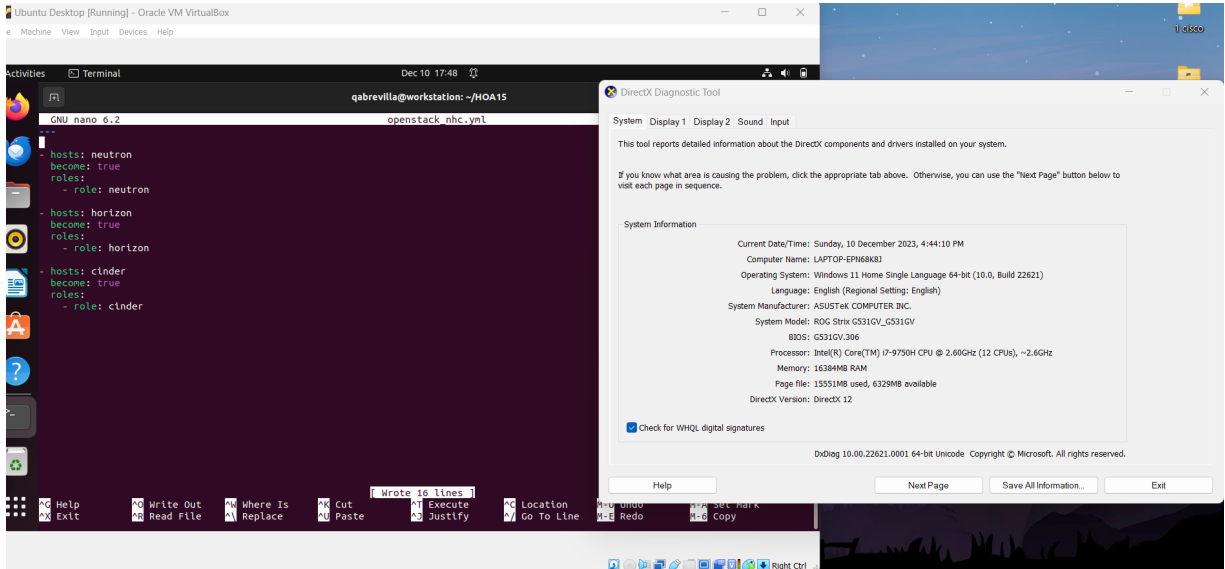 Ubuntu Desktop [Running] - Oracle VM VirtualBox
Machine View Input Devices Help
Activities Terminal Dec 10 17:48
qabrevilla@workstation: ~/HOA15
GNU nano 6.2 openstack_nhc.yml
---
- hosts: neutron
become: true
roles:
- role: neutron
- hosts: horizon
become: true
roles:
- role: horizon
- hosts: cinder
become: true
roles:
- role: cinder
[ Wrote 16 lines ]
^G Help ^O Write Out ^W Where Is ^K Cut ^T Execute ^C Location M-U Undo M-A Set Mark
^X Exit ^R Read File ^\ Replace ^U Paste ^J Justify ^/ Go To Line M-E Redo M-6 Copy
Right Ctrl
1 cisco
DirectX Diagnostic Tool
System Display 1 Display 2 Sound Input
This tool reports detailed information about the DirectX components and drivers installed on your system.
If you know what area is causing the problem, click the appropriate tab above. Otherwise, you can use the "Next Page" button below to
visit each page in sequence.
System Information
Current Date/Time: Sunday, 10 December 2023, 4:44:10 PM
Computer Name: LAPTOP-EPN68K8J
Operating System: Windows 11 Home Single Language 64-bit (10.0, Build 22621)
Language: English (Regional Setting: English)
System Manufacturer: ASUSTeK COMPUTER INC.
System Model: ROG Strix G531GV_G531GV
BIOS: G531GV.306
Processor: Intel(R) Core(TM) i7-9750H CPU @ 2.60GHz (12 CPUs), ~2.6GHz
Memory: 16384MB RAM
Page file: 15551MB used, 6329MB available
DirectX Version: DirectX 12
Check for WHQL digital signatures
DxDiag 10.00.22621.0001 64-bit Unicode Copyright © Microsoft. All rights reserved.
Help Next Page Save All Information... Exit